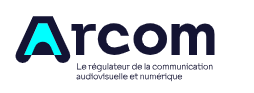 Arcom
Le régulateur de la communication
audiovisuelle et numérique